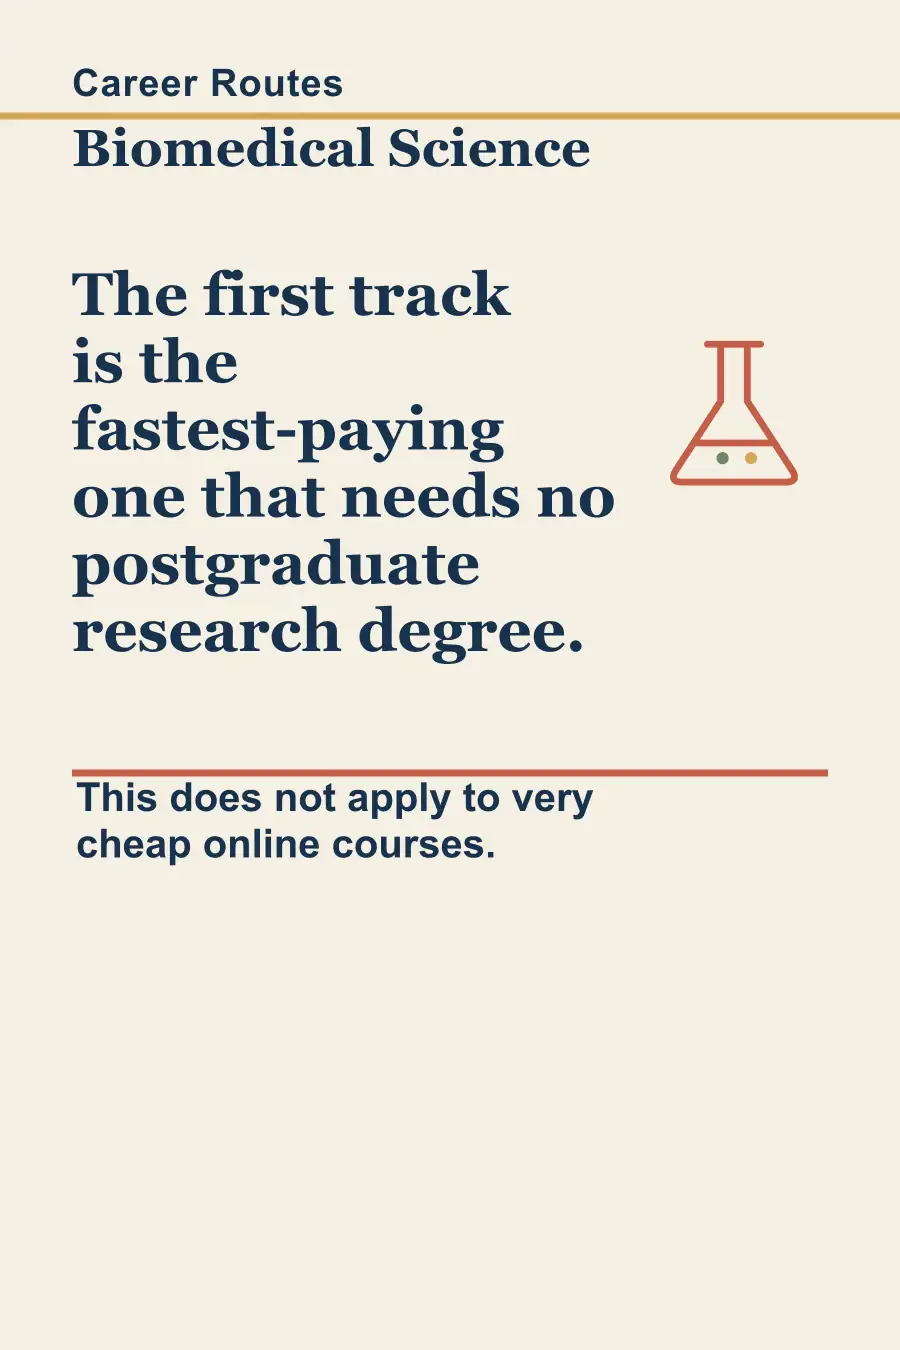 Career Routes
Biomedical Science
The first track
is the
fastest-paying
one that needs no
postgraduate
research degree.
This does not apply to very
cheap online courses.